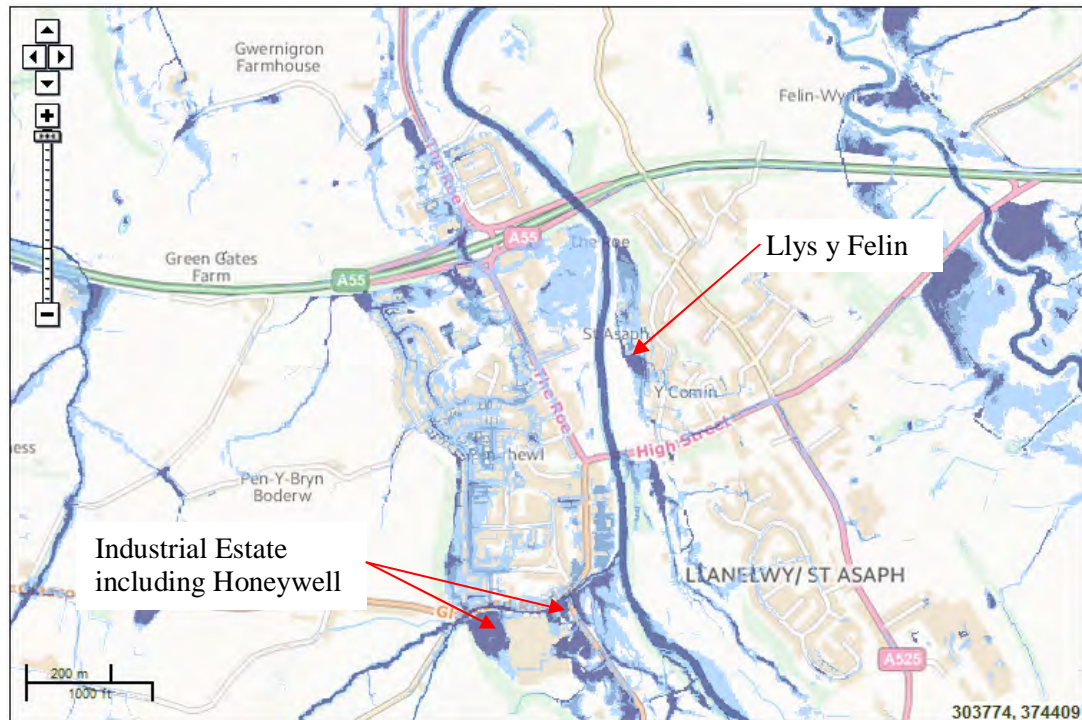 Gwernigron
Farmhouse
Felin-Wyn
The Roe
A55
The Roe
Llys y Felin
Green Gates
Farm
A55
St Asaph
Y Comin
The Roe
High Street
ness
Pen-Y-Bryn
Boderw
Industrial Estate
including Honeywell
LLANELWY/ ST ASAPH
A525
200 m
1000 ft
303774, 374409